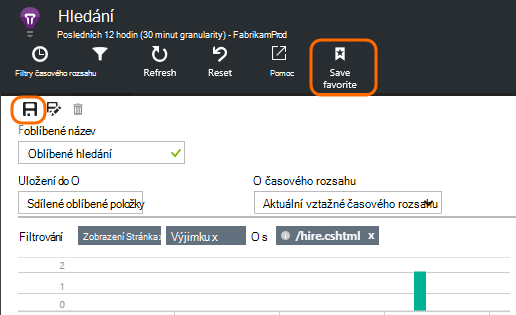 Hledání
Posledních 12 hodin (30 minut granularity) - FabrikamProd
Filtry časového rozsahu
Refresh
Reset
Pomoc
Save
favorite
Foblíbené název
Oblíbené hledání
Uložení do O
O časového rozsahu
Sdílené oblíbené položky
Aktuální vztažné časového rozsahu
Filtrování
Zobrazení Stránka x
Výjimku x
O s
/hire.cshtml x
2
1
0